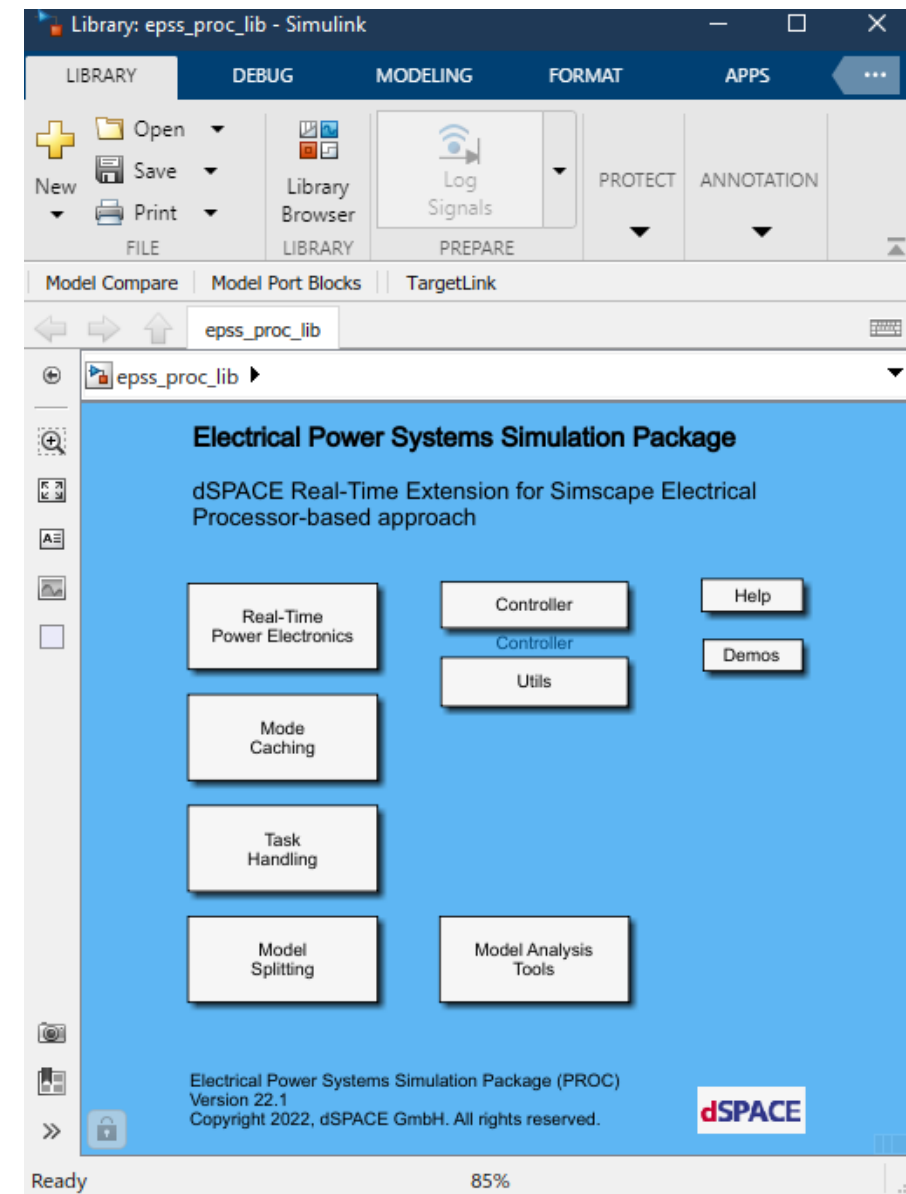 Library: epss_proc_lib - Simulink
LIBRARY DEBUG MODELING FORMAT APPS
New
Open
Save
Print
FILE
Library
Browser
LIBRARY
Log
Signals
PREPARE
PROTECT
ANNOTATION
Model Compare Model Port Blocks TargetLink
epss_proc_lib
epss_proc_lib
Electrical Power Systems Simulation Package
dSPACE Real-Time Extension for Simscape Electrical
Processor-based approach
Real-Time
Power Electronics
Controller
Controller
Help
Utils
Demos
Mode
Caching
Task
Handling
Model
Splitting
Model Analysis
Tools
Electrical Power Systems Simulation Package (PROC)
Version 22.1
Copyright 2022, dSPACE GmbH. All rights reserved.
dSPACE
Ready 85%